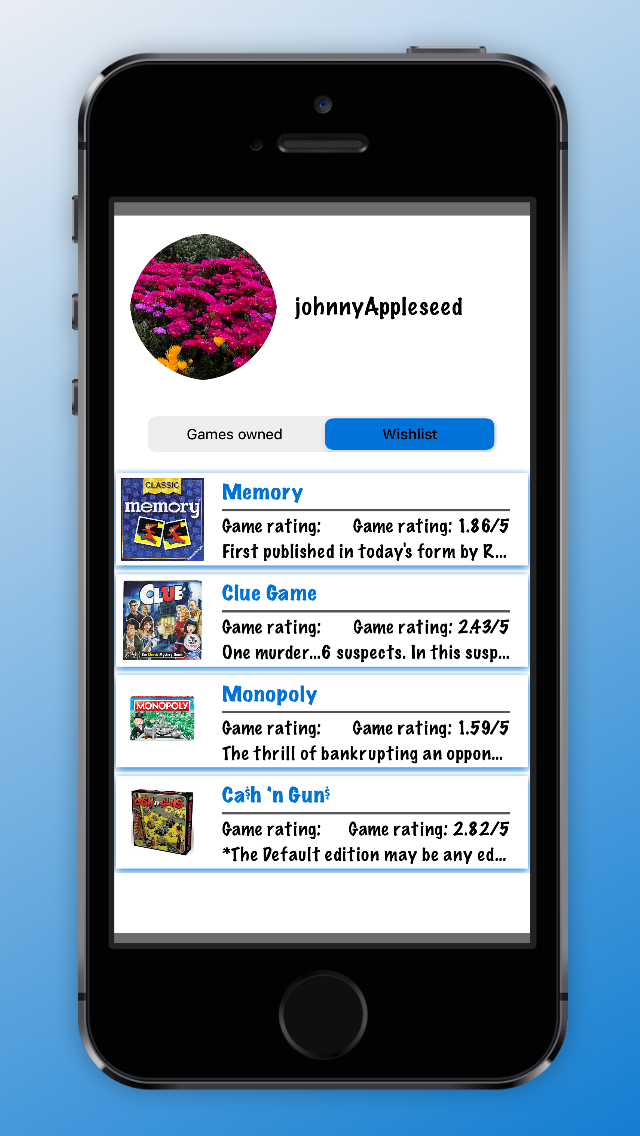 johnnyAppleseed
Games owned Wishlist
CLASSIC
memory
Memory
Game rating: Game rating: 1.86/5
First published in today's form by R...
CLUE
Clue Game
Game rating: Game rating: 2.43/5
One murder...6 suspects. In this susp...
MONOPOLY
Monopoly
Game rating: Game rating: 1.59/5
The thrill of bankrupting an oppon...
CASH 'N GUNS
Ca$h 'n Gun$
Game rating: Game rating: 2.82/5
*The Default edition may be any ed...